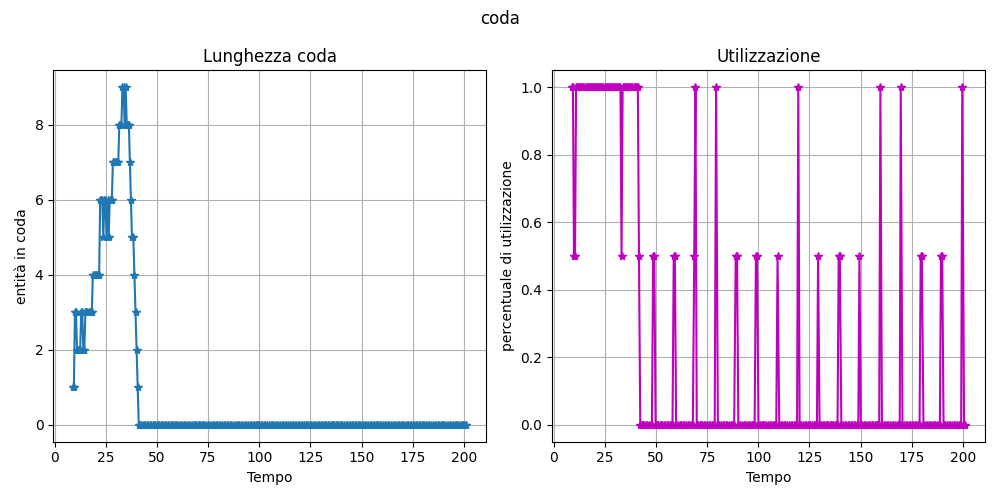 coda
Lunghezza coda
entità in coda
8
6
4
2
0
0 25 50 75 100 125 150 175 200
Tempo
Utilizzazione
percentuale di utilizzazione
1.0
0.8
0.6
0.4
0.2
0.0
0 25 50 75 100 125 150 175 200
Tempo